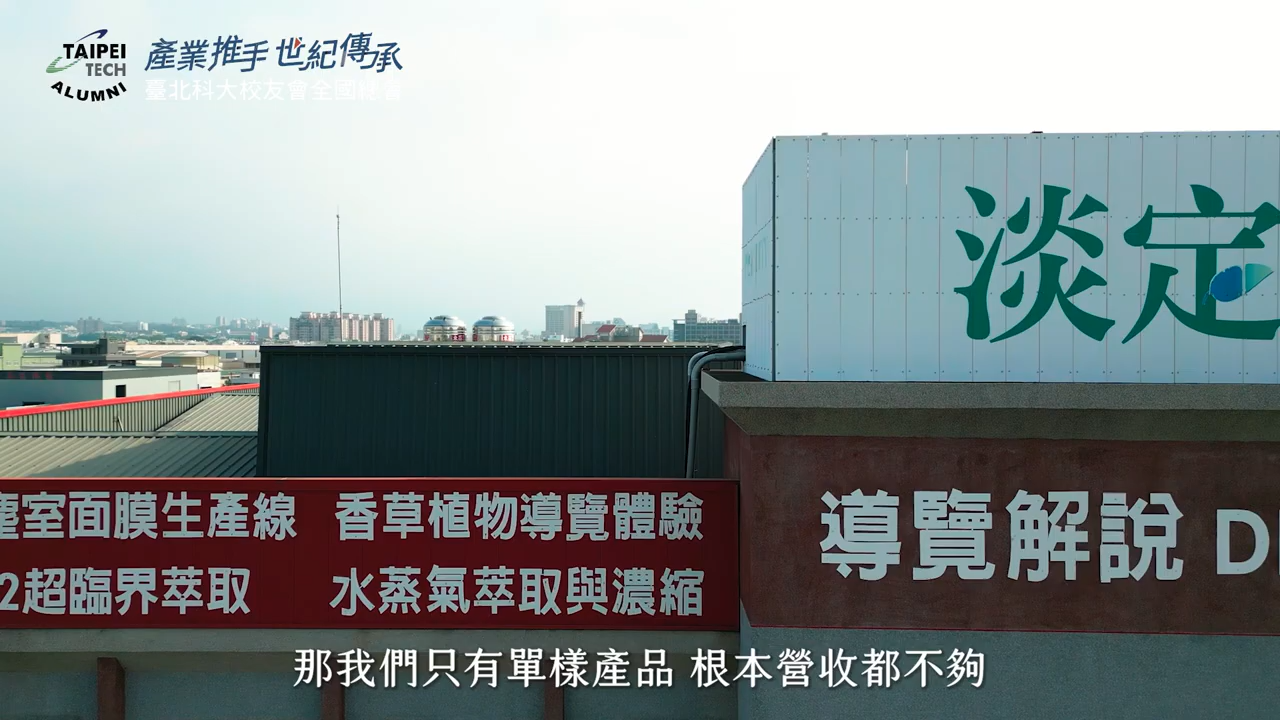 TAIPEI
TECH
ALUMNI
產業推手 世紀傳承
臺北科大校友會全國總會
淡定
塵室面膜生產線 香草植物導覽體驗
2超臨界萃取 水蒸氣萃取與濃縮
導覽解說 D
那我們只有單樣產品 根本營收都不夠